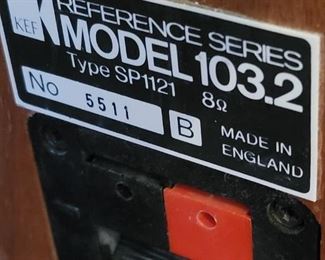 KEF
REFERENCE SERIES
MODEL 103.2
Type SP1121 8Ω
No 5511 B
MADE IN
ENGLAND